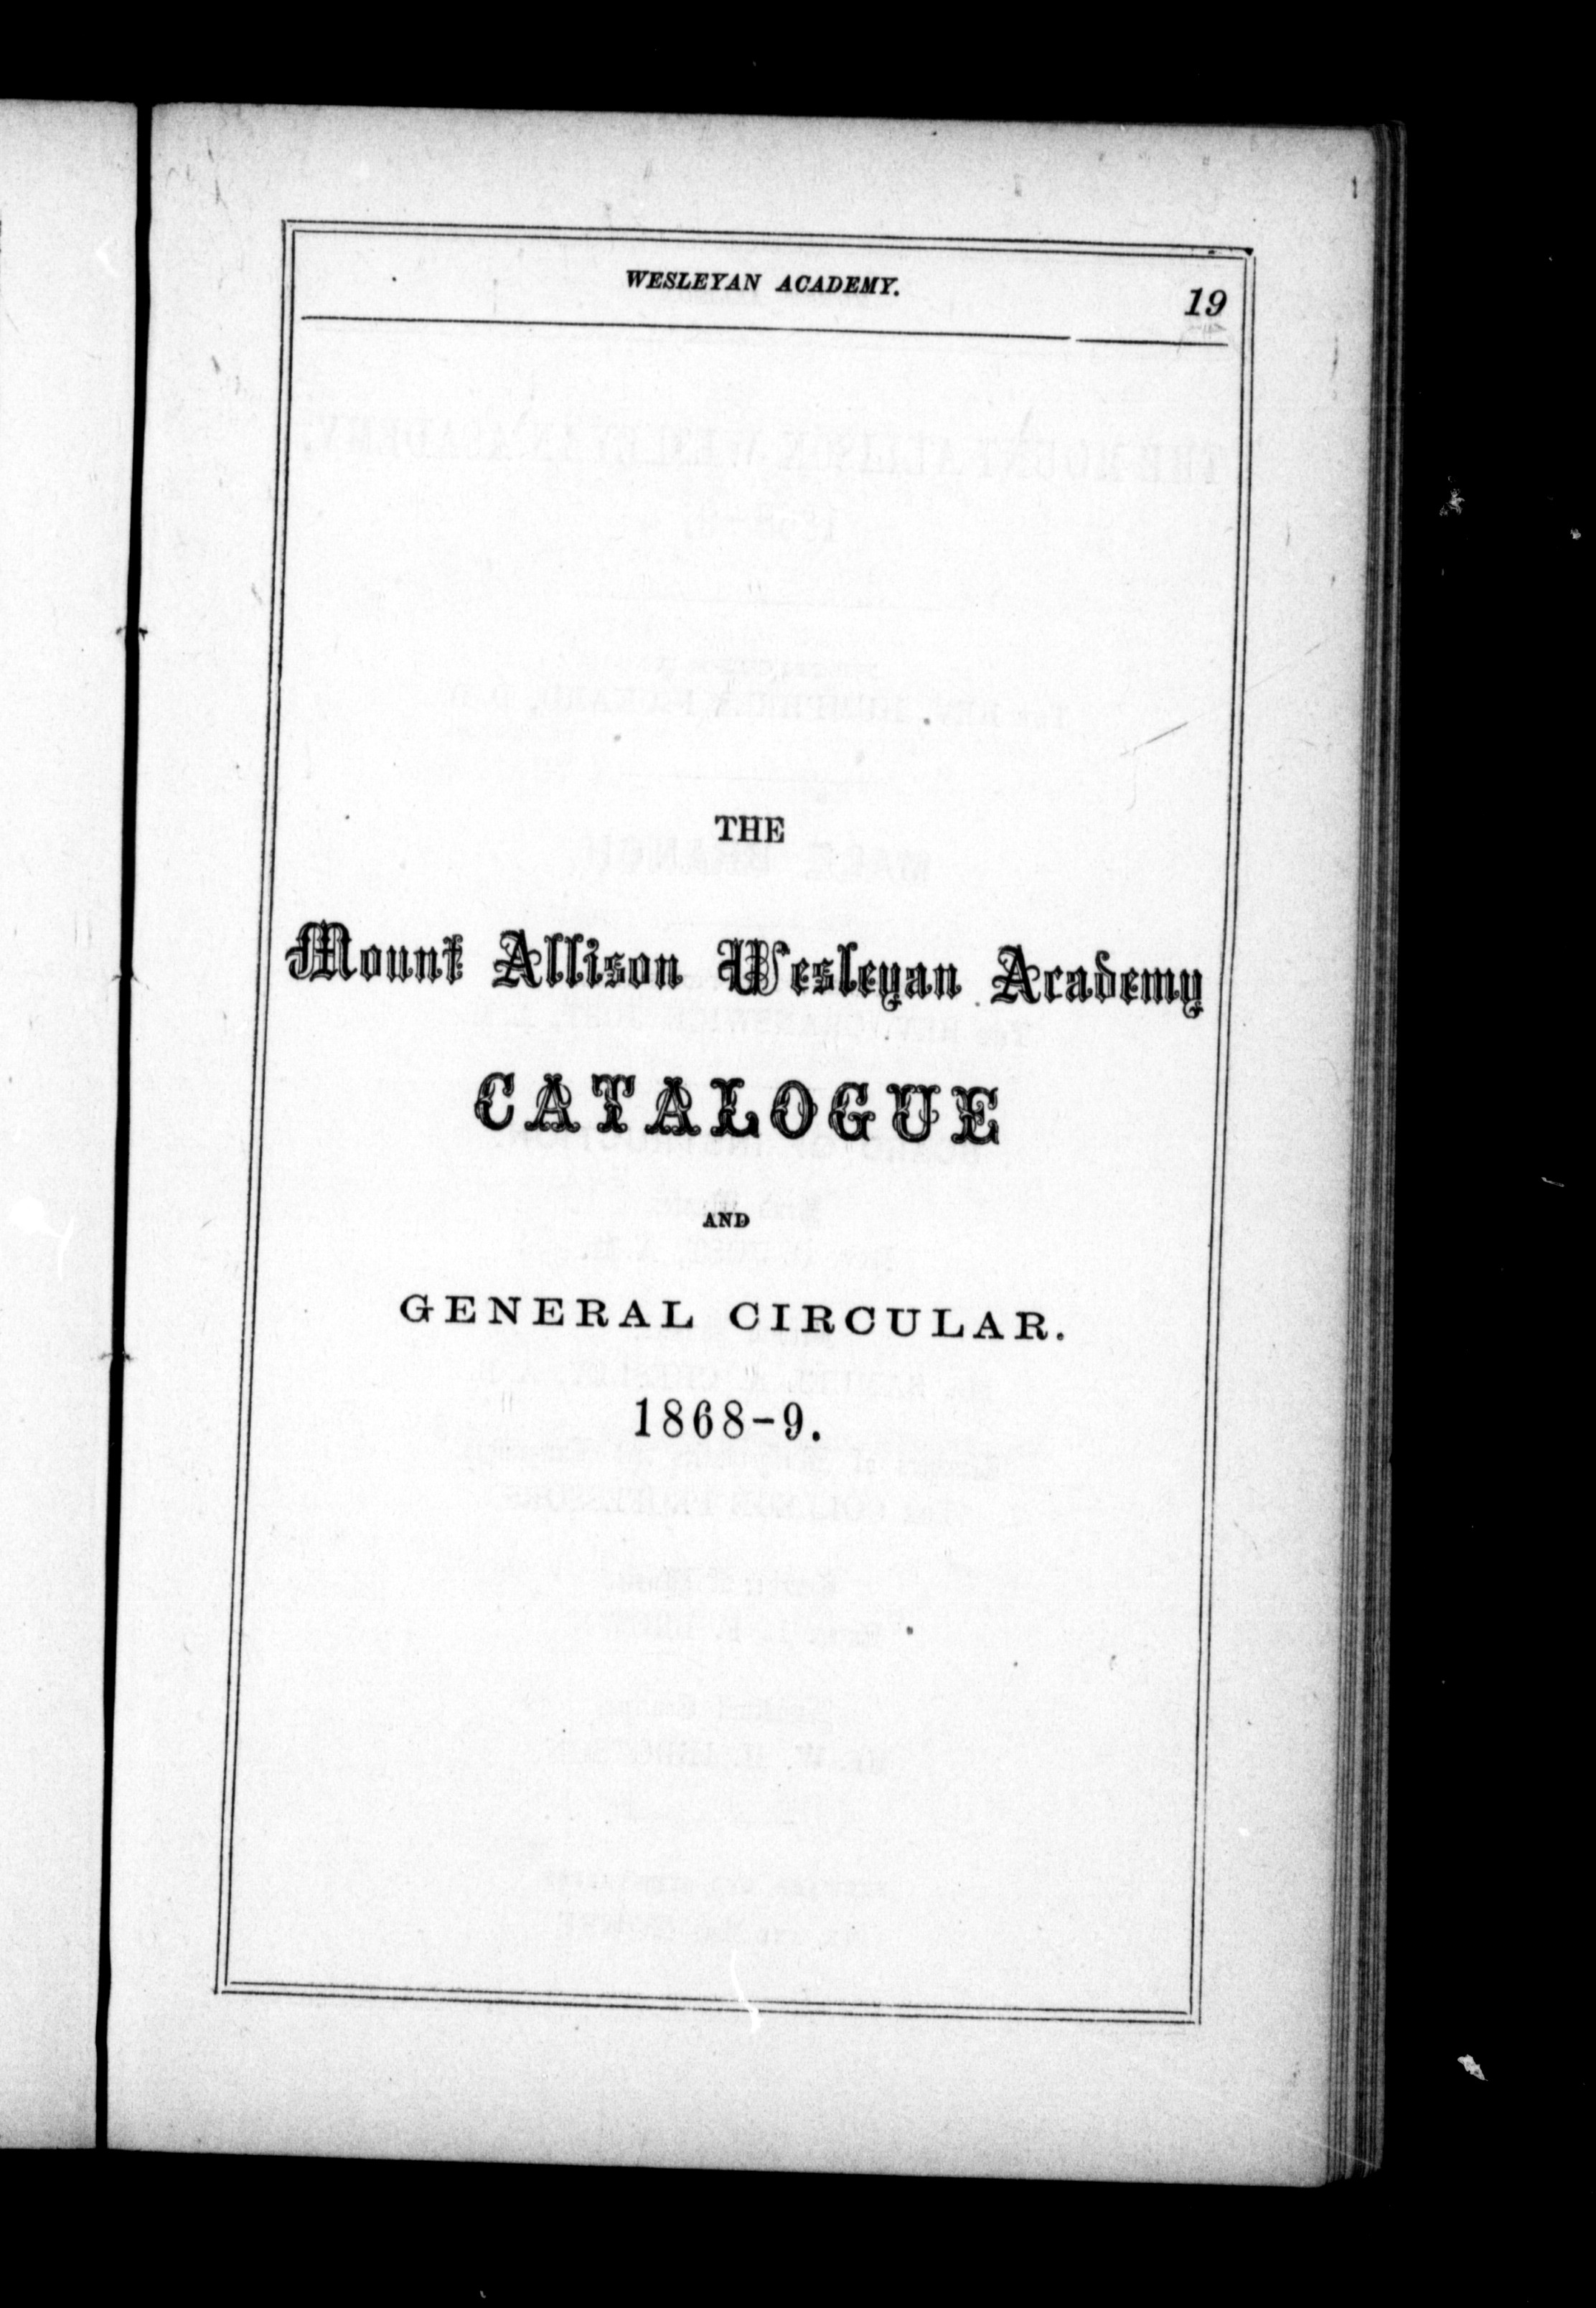 WESLEYAN ACADEMY.
19
THE
Mount Allison Wesleyan Academy
CATALOGUE
AND
GENERAL CIRCULAR.
1868-9.